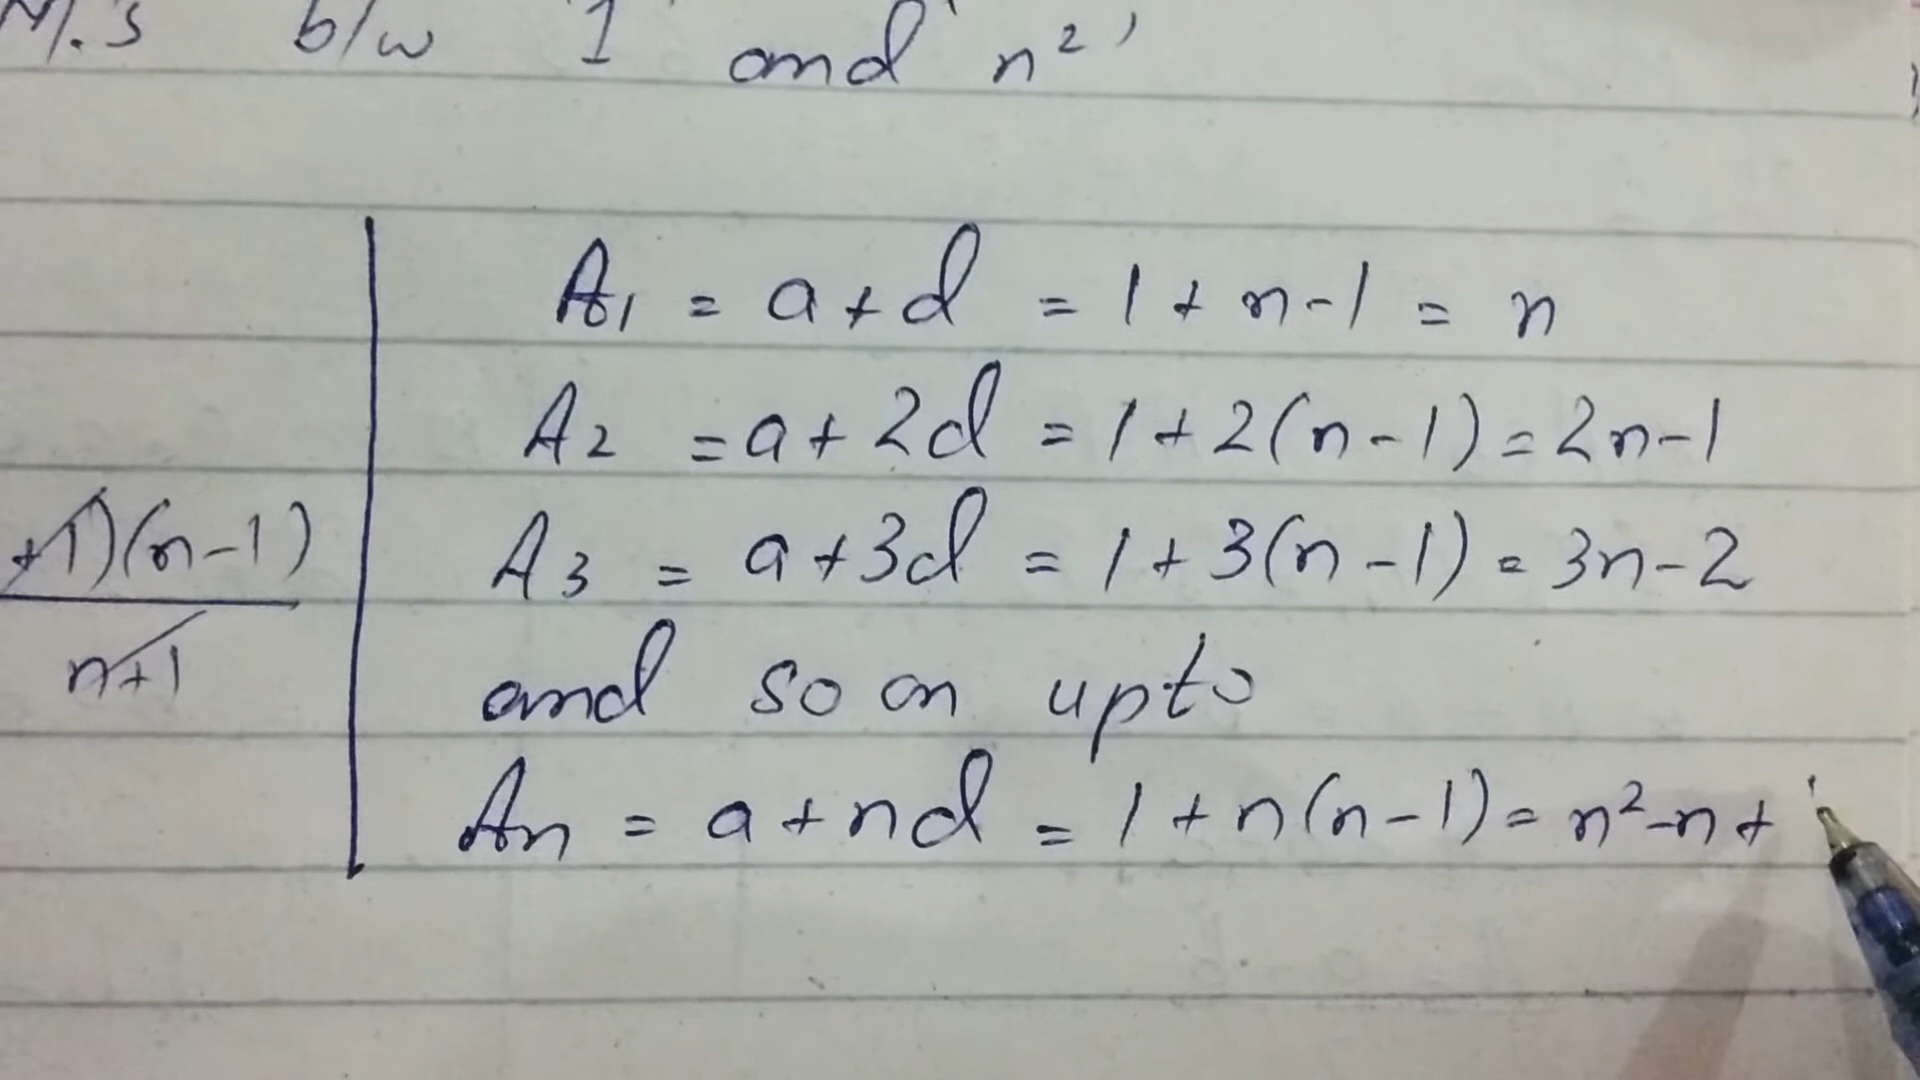 M.s b/w 1 and n²,
+1)(n-1)
n+1
A1 = a+d = 1+n-1 = n
A2 = a+2d = 1+2(n-1) = 2n-1
A3 = a+3d = 1+3(n-1) = 3n-2
and so on upto
An = a+nd = 1+n(n-1) = n²-n+